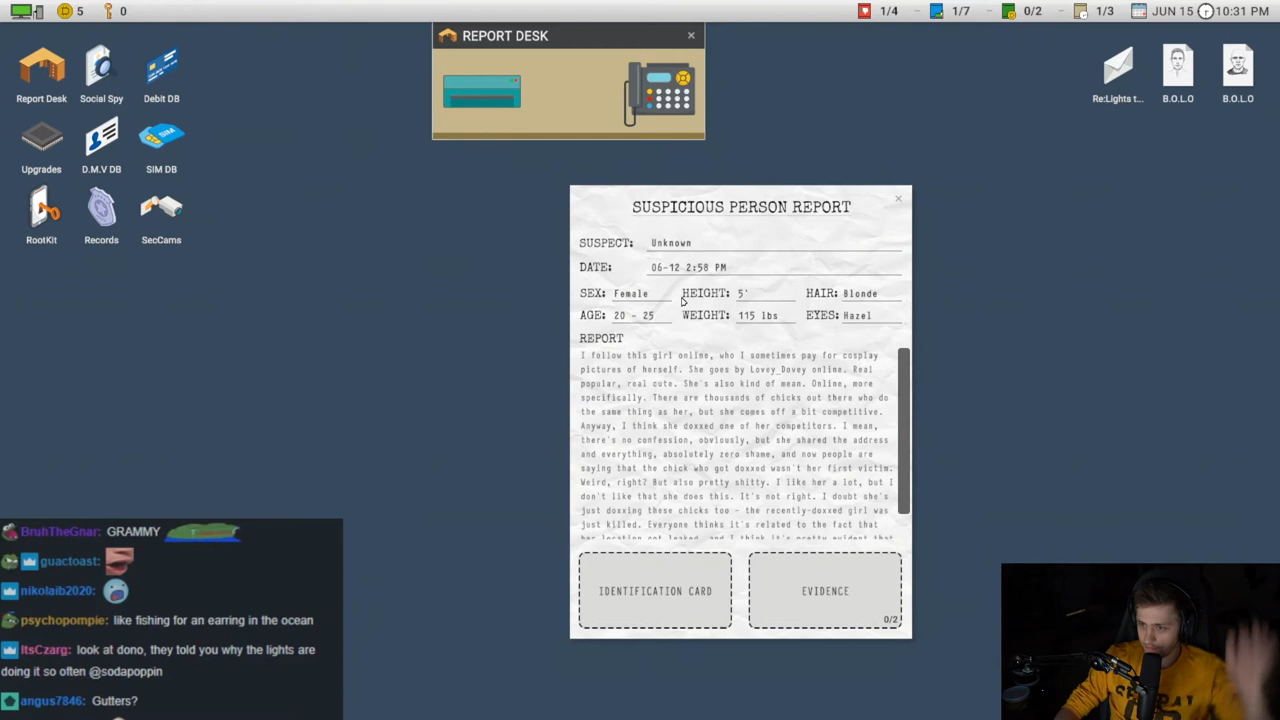 5
0
1/4
1/7
0/2
1/3
JUN 15
10:31 PM
REPORT DESK
Report Desk
Social Spy
Debit DB
Upgrades
D.M.V DB
SIM DB
RootKit
Records
SecCams
Re:Lights t...
B.O.L.O
B.O.L.O
SUSPICIOUS PERSON REPORT
SUSPECT: Unknown
DATE: 06-12 2:58 PM
SEX: Female HEIGHT: 5' HAIR: Blonde
AGE: 20 - 25 WEIGHT: 115 lbs EYES: Hazel
REPORT
I follow this girl online, who I sometimes pay for cosplay
pictures of herself. She goes by Lovey_Dovey online. Real
popular, real cute. She's also kind of mean. Online, more
specifically. There are thousands of chicks out there who do
the same thing as her, but she comes off a bit competitive.
Anyway, I think she doxxed one of her competitors. I mean,
there's no confession, obviously, but she shared the address
and everything, absolutely zero shame, and now people are
saying that the chick who got doxxed wasn't her first victim.
Weird, right? But also pretty shitty. I like her a lot, but I
don't like that she does this. It's not right. I doubt she's
just doxxing these chicks too - the recently-doxxed girl was
just killed. Everyone thinks it's related to the fact that
her location got leaked, and I think it's pretty evident that
IDENTIFICATION CARD
EVIDENCE
0/2
BruhTheGnar: GRAMMY
guactoast:
nikolaib2020:
psychopompie: like fishing for an earring in the ocean
ItsCzarg: look at dono, they told you why the lights are
doing it so often @sodapoppin
angus7846: Gutters?